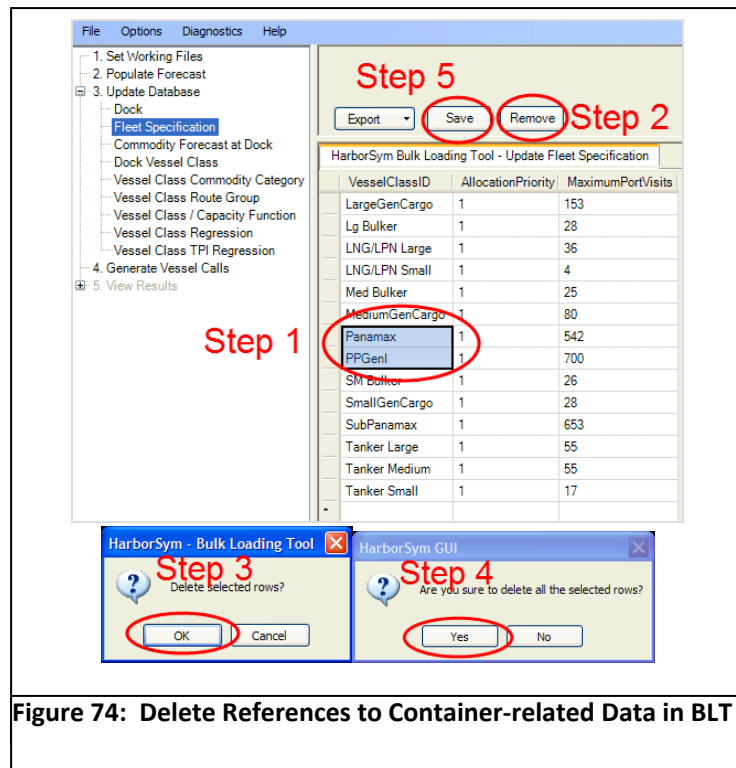 File Options Diagnostics Help
1. Set Working Files
2. Populate Forecast
3. Update Database
Dock
Fleet Specification
Commodity Forecast at Dock
Dock Vessel Class
Vessel Class Commodity Category
Vessel Class Route Group
Vessel Class / Capacity Function
Vessel Class Regression
Vessel Class TPI Regression
4. Generate Vessel Calls
5. View Results
Step 5
Export Save Remove Step 2
HarborSym Bulk Loading Tool - Update Fleet Specification
VesselClassID AllocationPriority MaximumPortVisits
LargeGenCargo 1 153
Lg Bulker 1 28
LNG/LPN Large 1 36
LNG/LPN Small 1 4
Med Bulker 1 25
MediumGenCargo 1 80
Step 1
Panamax 1 542
PPGenI 1 700
SM Bulker 1 26
SmallGenCargo 1 28
SubPanamax 1 653
Tanker Large 1 55
Tanker Medium 1 55
Tanker Small 1 17
HarborSym - Bulk Loading Tool
Step 3
Delete selected rows?
OK Cancel
HarborSym GUI
Step 4
Are you sure to delete all the selected rows?
Yes No
Figure 74: Delete References to Container-related Data in BLT